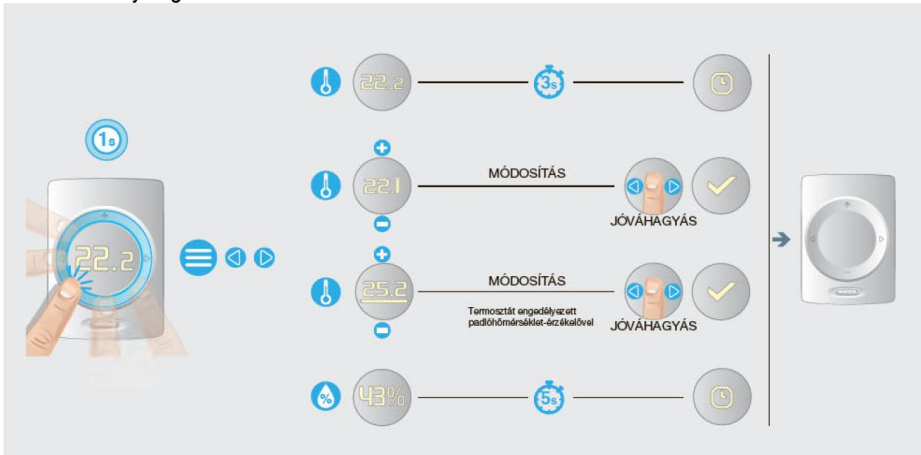 1s
22.2
22.2
3s
22.1
MÓDOSÍTÁS
JÓVÁHAGYÁS
25.2
MÓDOSÍTÁS
Termosztát engedélyezett
padlóhőmérséklet-érzékelővel
JÓVÁHAGYÁS
%
43%
5s